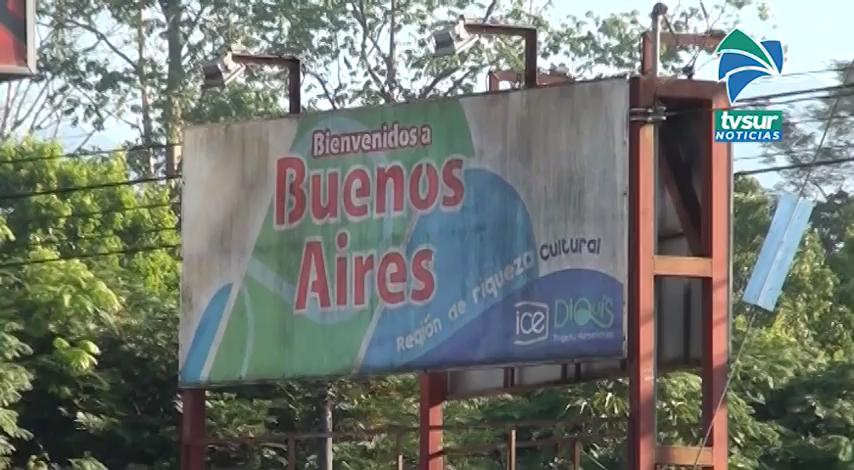 tvsur
NOTICIAS
Bienvenidos a
Buenos
Aires
Región de riqueza cultural
ice
DIQUÍS